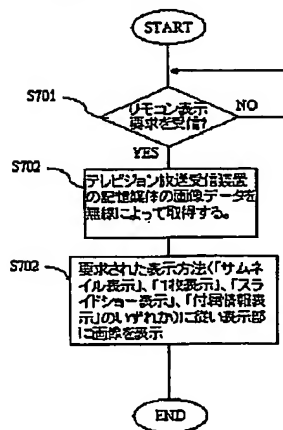 START
S701
リモコン表示
要求を受信?
NO
YES
S702
テレビジョン放送受信装置
の記憶媒体の画像データを
無線によって取得する。
S702
要求された表示方法(「サムネ
イル表示」、「1枚表示」、「スラ
イドショー表示」、「付属情報表
示」のいずれか)に従い表示部
に画像を表示
END